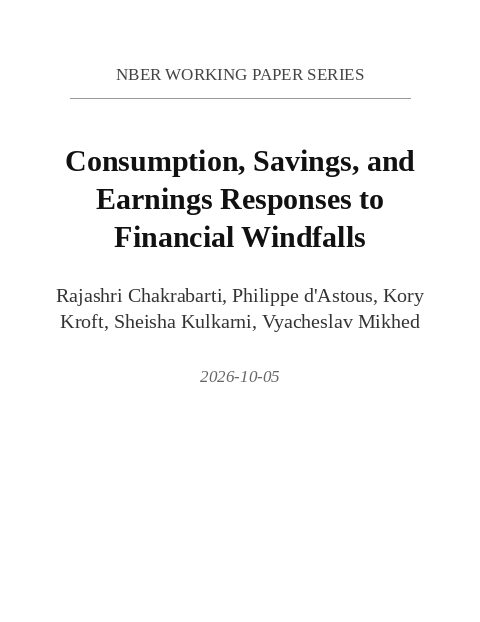 NBER WORKING PAPER SERIES
Consumption, Savings, and
Earnings Responses to
Financial Windfalls
Rajashri Chakrabarti, Philippe d'Astous, Kory
Kroft, Sheisha Kulkarni, Vyacheslav Mikhed
2026-10-05